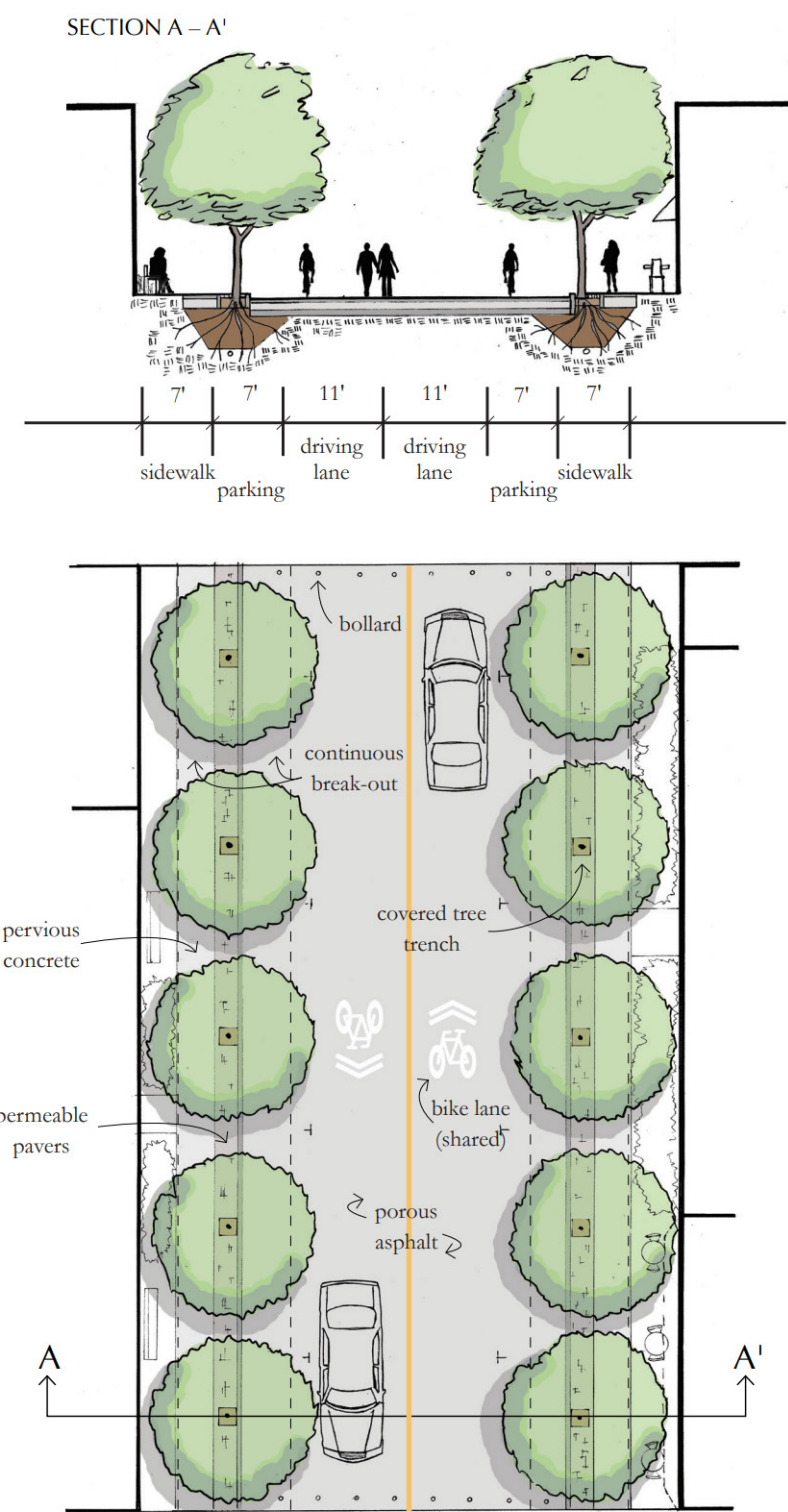 SECTION A – A'
7' 7' 11' 11' 7' 7'
sidewalk
parking
driving
lane
driving
lane
parking
sidewalk
bollard
continuous
break-out
covered tree
trench
pervious
concrete
bike lane
(shared)
permeable
pavers
porous
asphalt
A A'